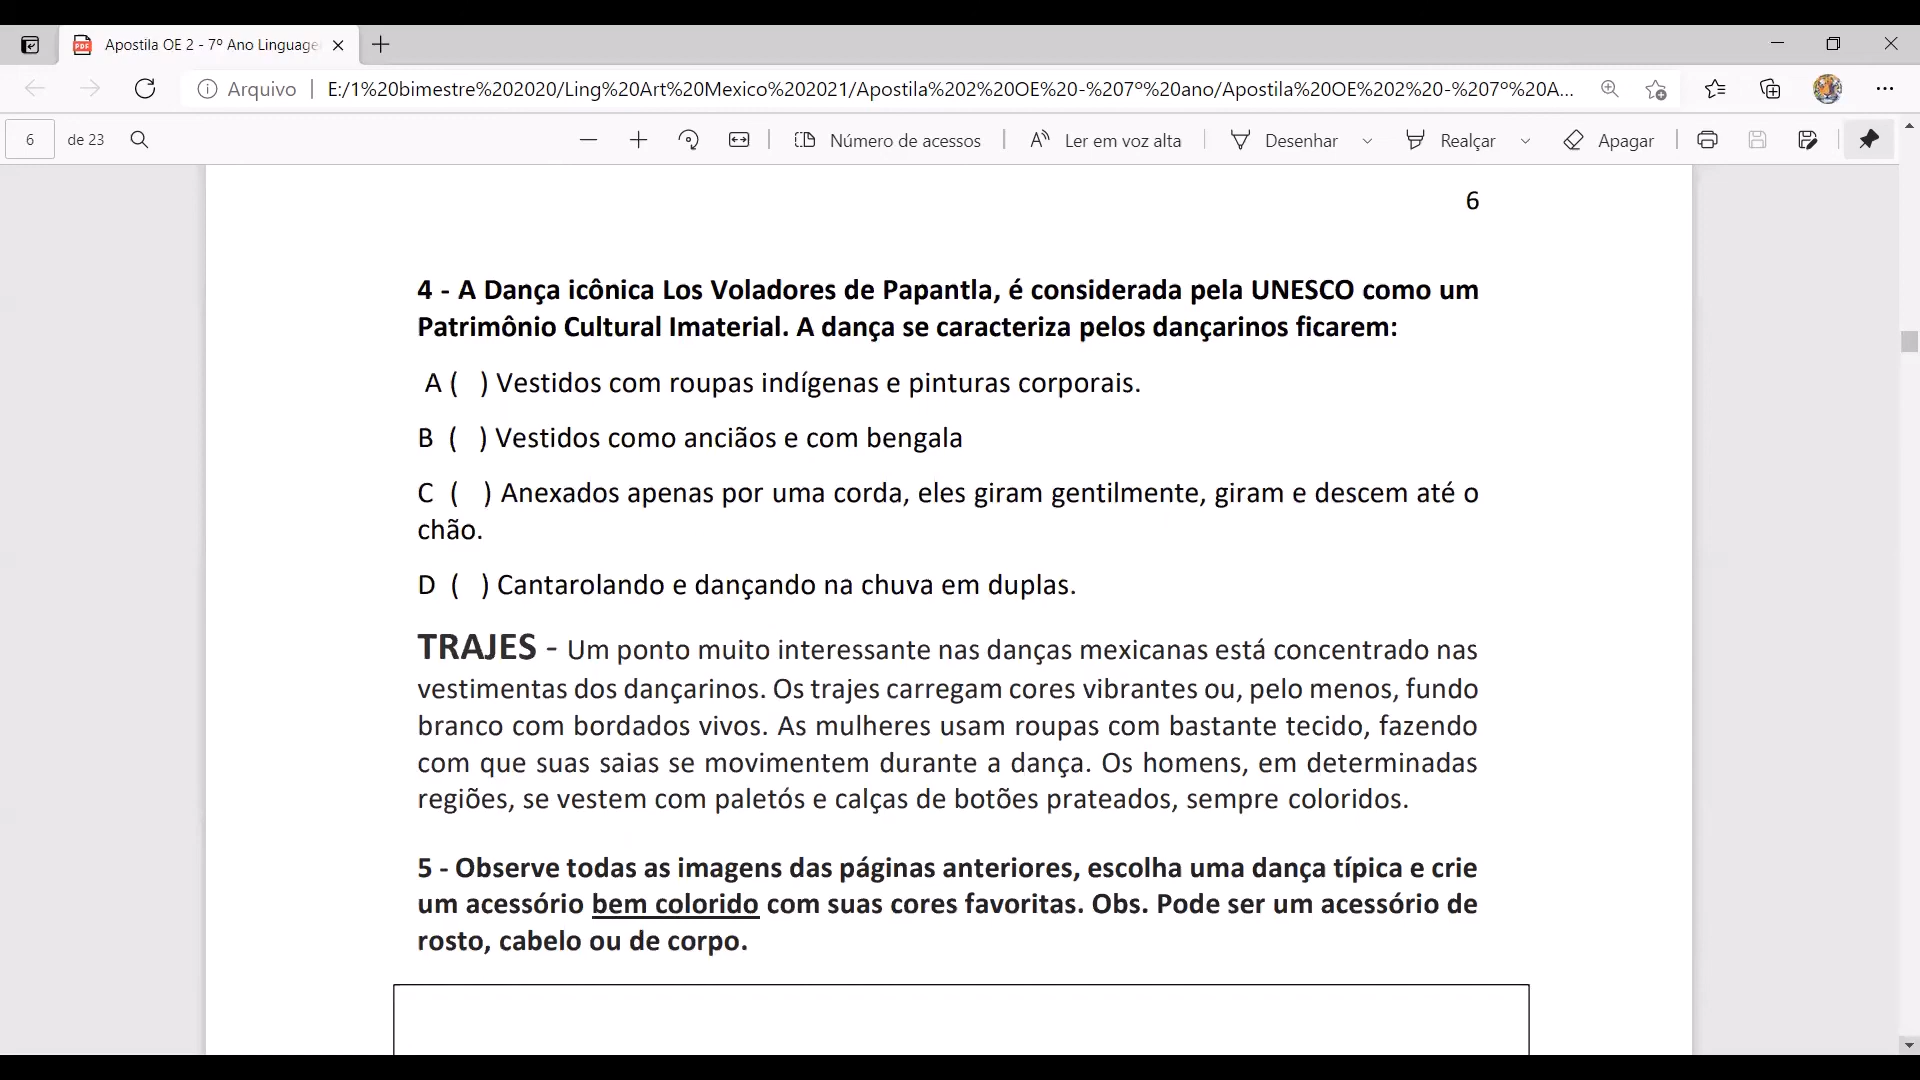 Apostila OE 2 - 7º Ano Linguage
Arquivo
E:/1%20bimestre%202020/Ling%20Art%20Mexico%202021/Apostila%202%20OE%20-%207º%20ano/Apostila%20OE%202%20-%207º%20A...
6 de 23
Número de acessos
Ler em voz alta
Desenhar
Realçar
Apagar
6
4 - A Dança icônica Los Voladores de Papantla, é considerada pela UNESCO como um
Patrimônio Cultural Imaterial. A dança se caracteriza pelos dançarinos ficarem:
A ( ) Vestidos com roupas indígenas e pinturas corporais.
B ( ) Vestidos como anciãos e com bengala
C ( ) Anexados apenas por uma corda, eles giram gentilmente, giram e descem até o
chão.
D ( ) Cantarolando e dançando na chuva em duplas.
TRAJES - Um ponto muito interessante nas danças mexicanas está concentrado nas
vestimentas dos dançarinos. Os trajes carregam cores vibrantes ou, pelo menos, fundo
branco com bordados vivos. As mulheres usam roupas com bastante tecido, fazendo
com que suas saias se movimentem durante a dança. Os homens, em determinadas
regiões, se vestem com paletós e calças de botões prateados, sempre coloridos.
5 - Observe todas as imagens das páginas anteriores, escolha uma dança típica e crie
um acessório bem colorido com suas cores favoritas. Obs. Pode ser um acessório de
rosto, cabelo ou de corpo.